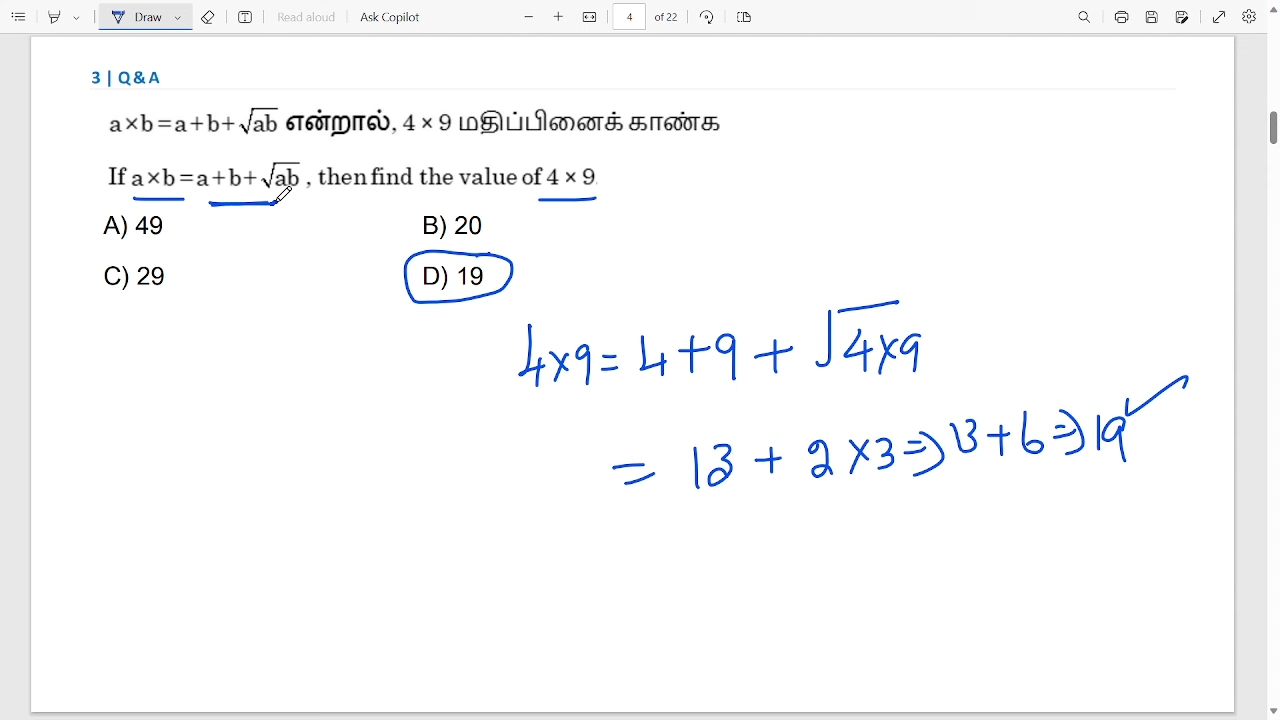 Draw Read aloud Ask Copilot 4 of 22
3 | Q & A
a×b=a+b+√ab என்றால், 4 × 9 மதிப்பினைக் காண்க
If a×b=a+b+√ab , then find the value of 4 × 9.
A) 49 B) 20
C) 29 D) 19
4×9 = 4+9 + √4×9
= 13 + 2×3 ⇒ 13+6 ⇒ 19 ✓